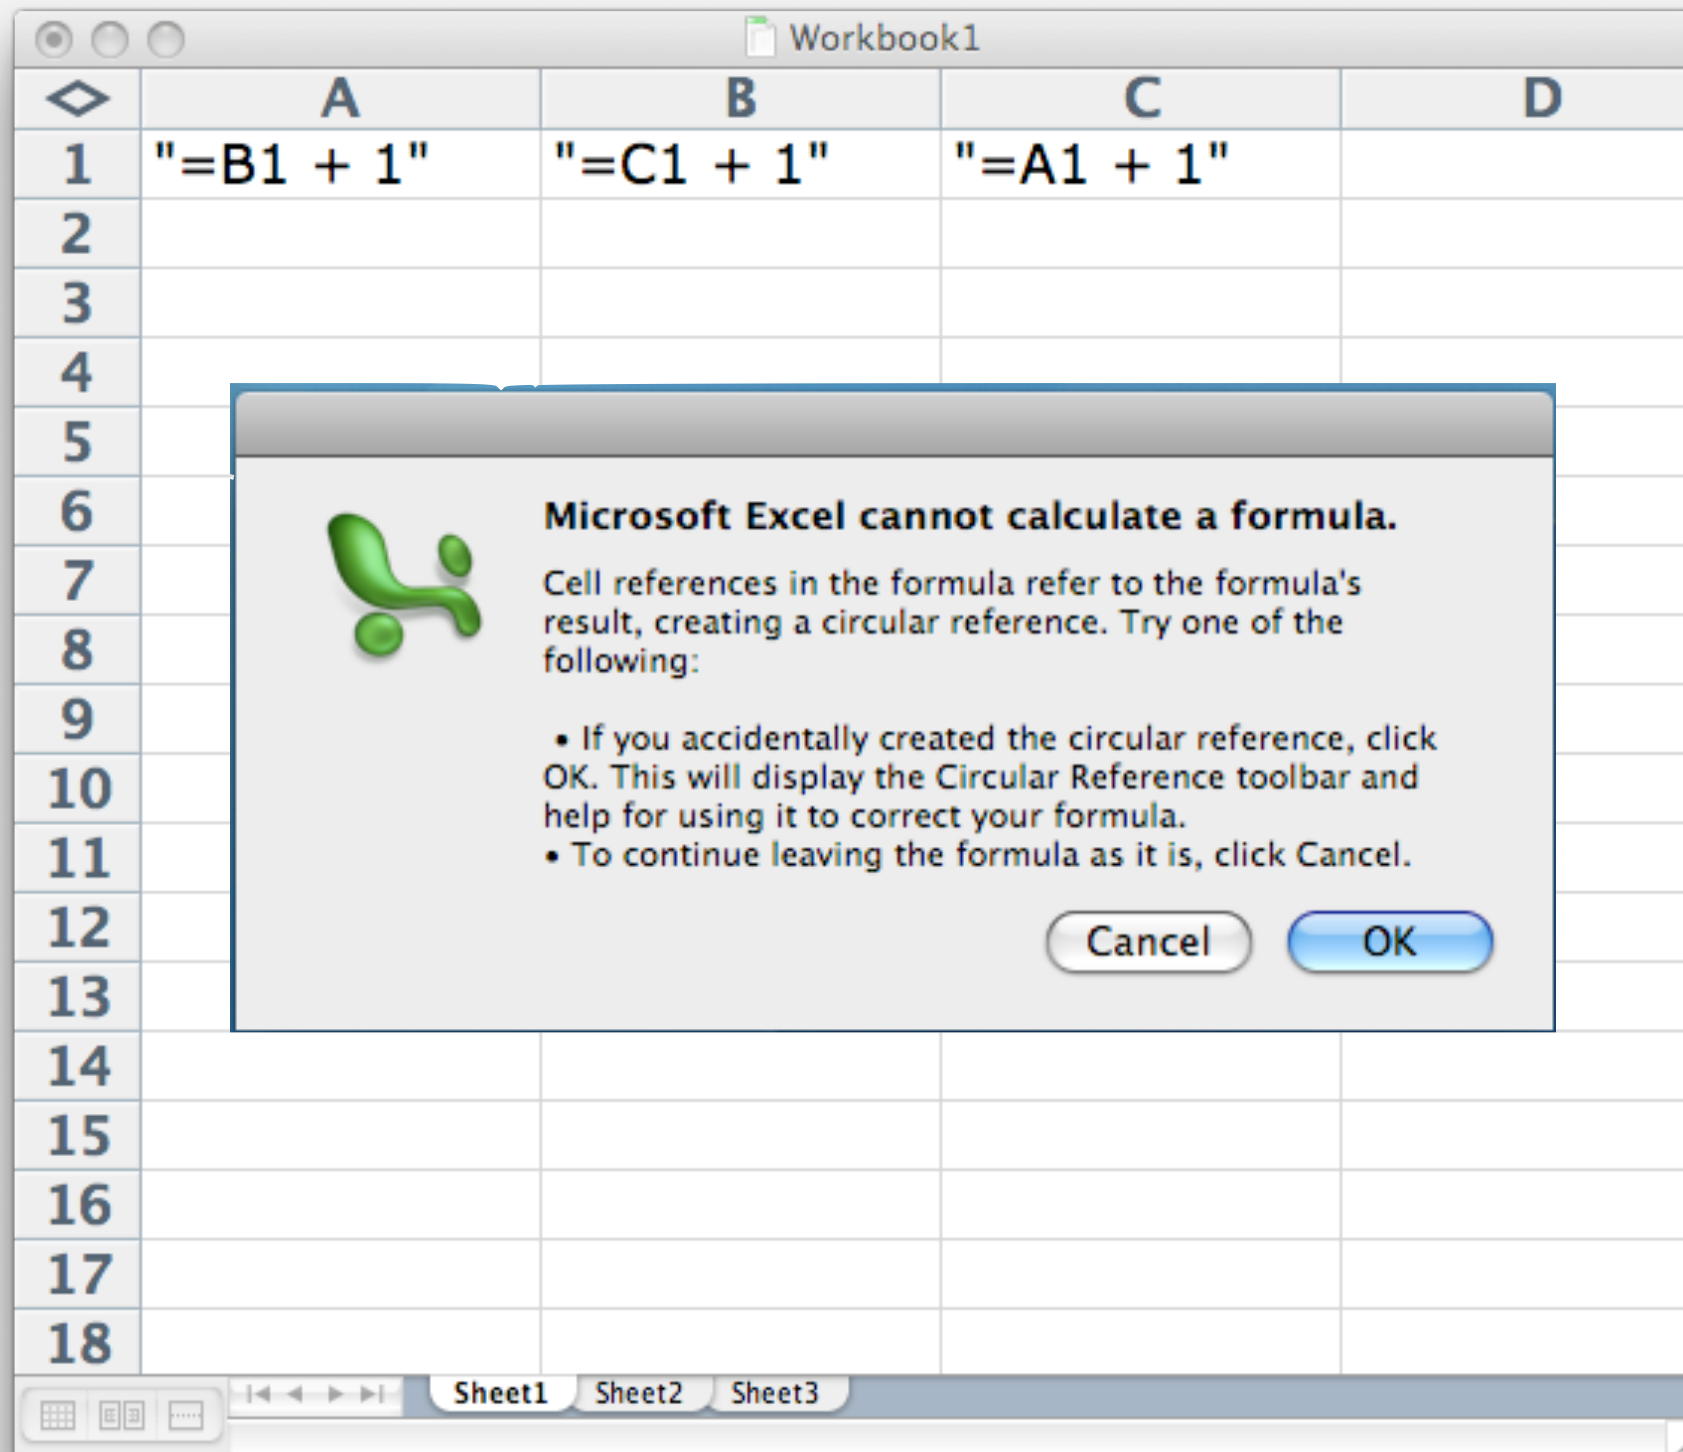 Workbook1
A B C D
1 "=B1 + 1" "=C1 + 1" "=A1 + 1"
2
3
4
5
6
7
8
9
10
11
12
13
14
15
16
17
18
Microsoft Excel cannot calculate a formula.
Cell references in the formula refer to the formula's
result, creating a circular reference. Try one of the
following:
• If you accidentally created the circular reference, click
OK. This will display the Circular Reference toolbar and
help for using it to correct your formula.
• To continue leaving the formula as it is, click Cancel.
Cancel OK
Sheet1 Sheet2 Sheet3